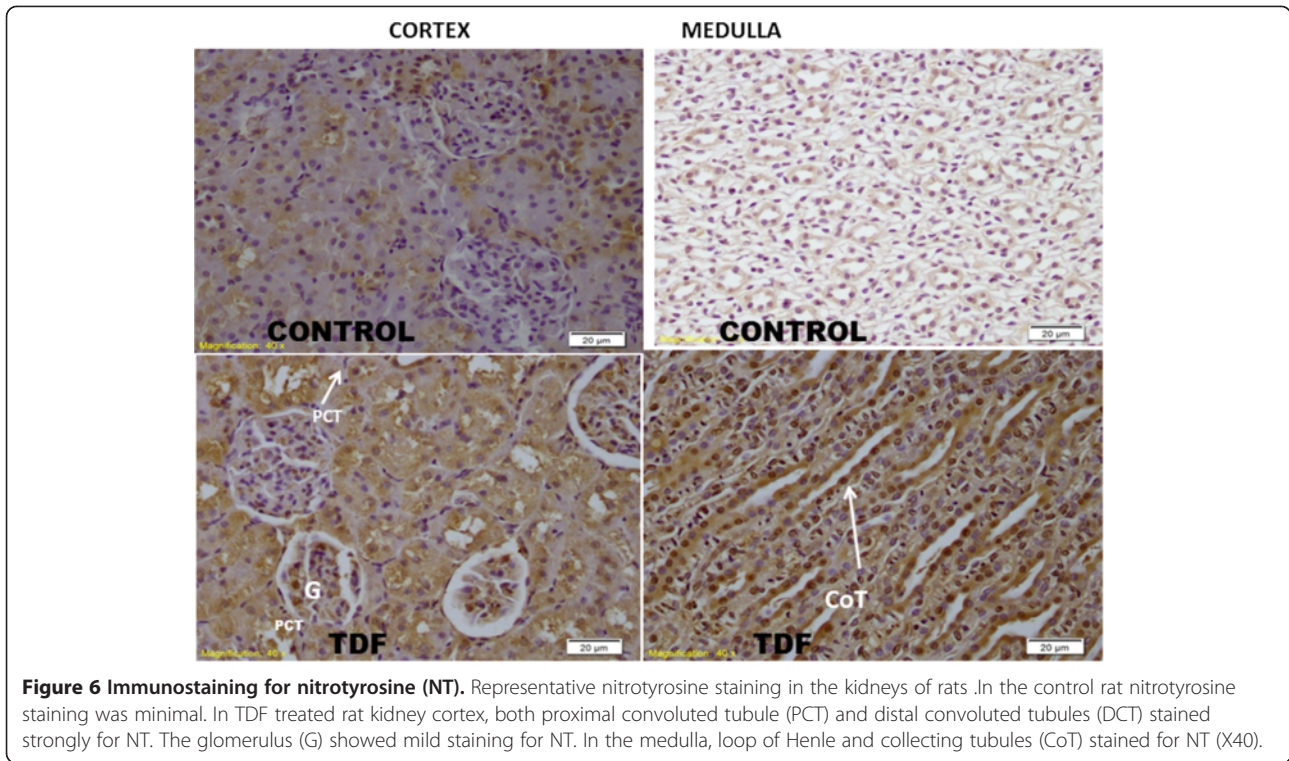 CORTEX
MEDULLA
CONTROL
Magnification: 40 x
20 µm
CONTROL
20 µm
PCT
G
PCT
TDF
Magnification: 40 x
20 µm
CoT
TDF
20 µm
Figure 6 Immunostaining for nitrotyrosine (NT). Representative nitrotyrosine staining in the kidneys of rats .In the control rat nitrotyrosine
staining was minimal. In TDF treated rat kidney cortex, both proximal convoluted tubule (PCT) and distal convoluted tubules (DCT) stained
strongly for NT. The glomerulus (G) showed mild staining for NT. In the medulla, loop of Henle and collecting tubules (CoT) stained for NT (X40).